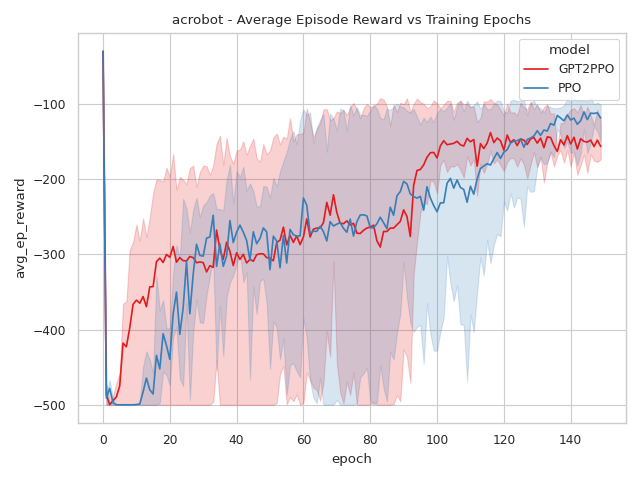 acrobot - Average Episode Reward vs Training Epochs
model
GPT2PPO
PPO
avg_ep_reward
−100
−200
−300
−400
−500
0 20 40 60 80 100 120 140
epoch